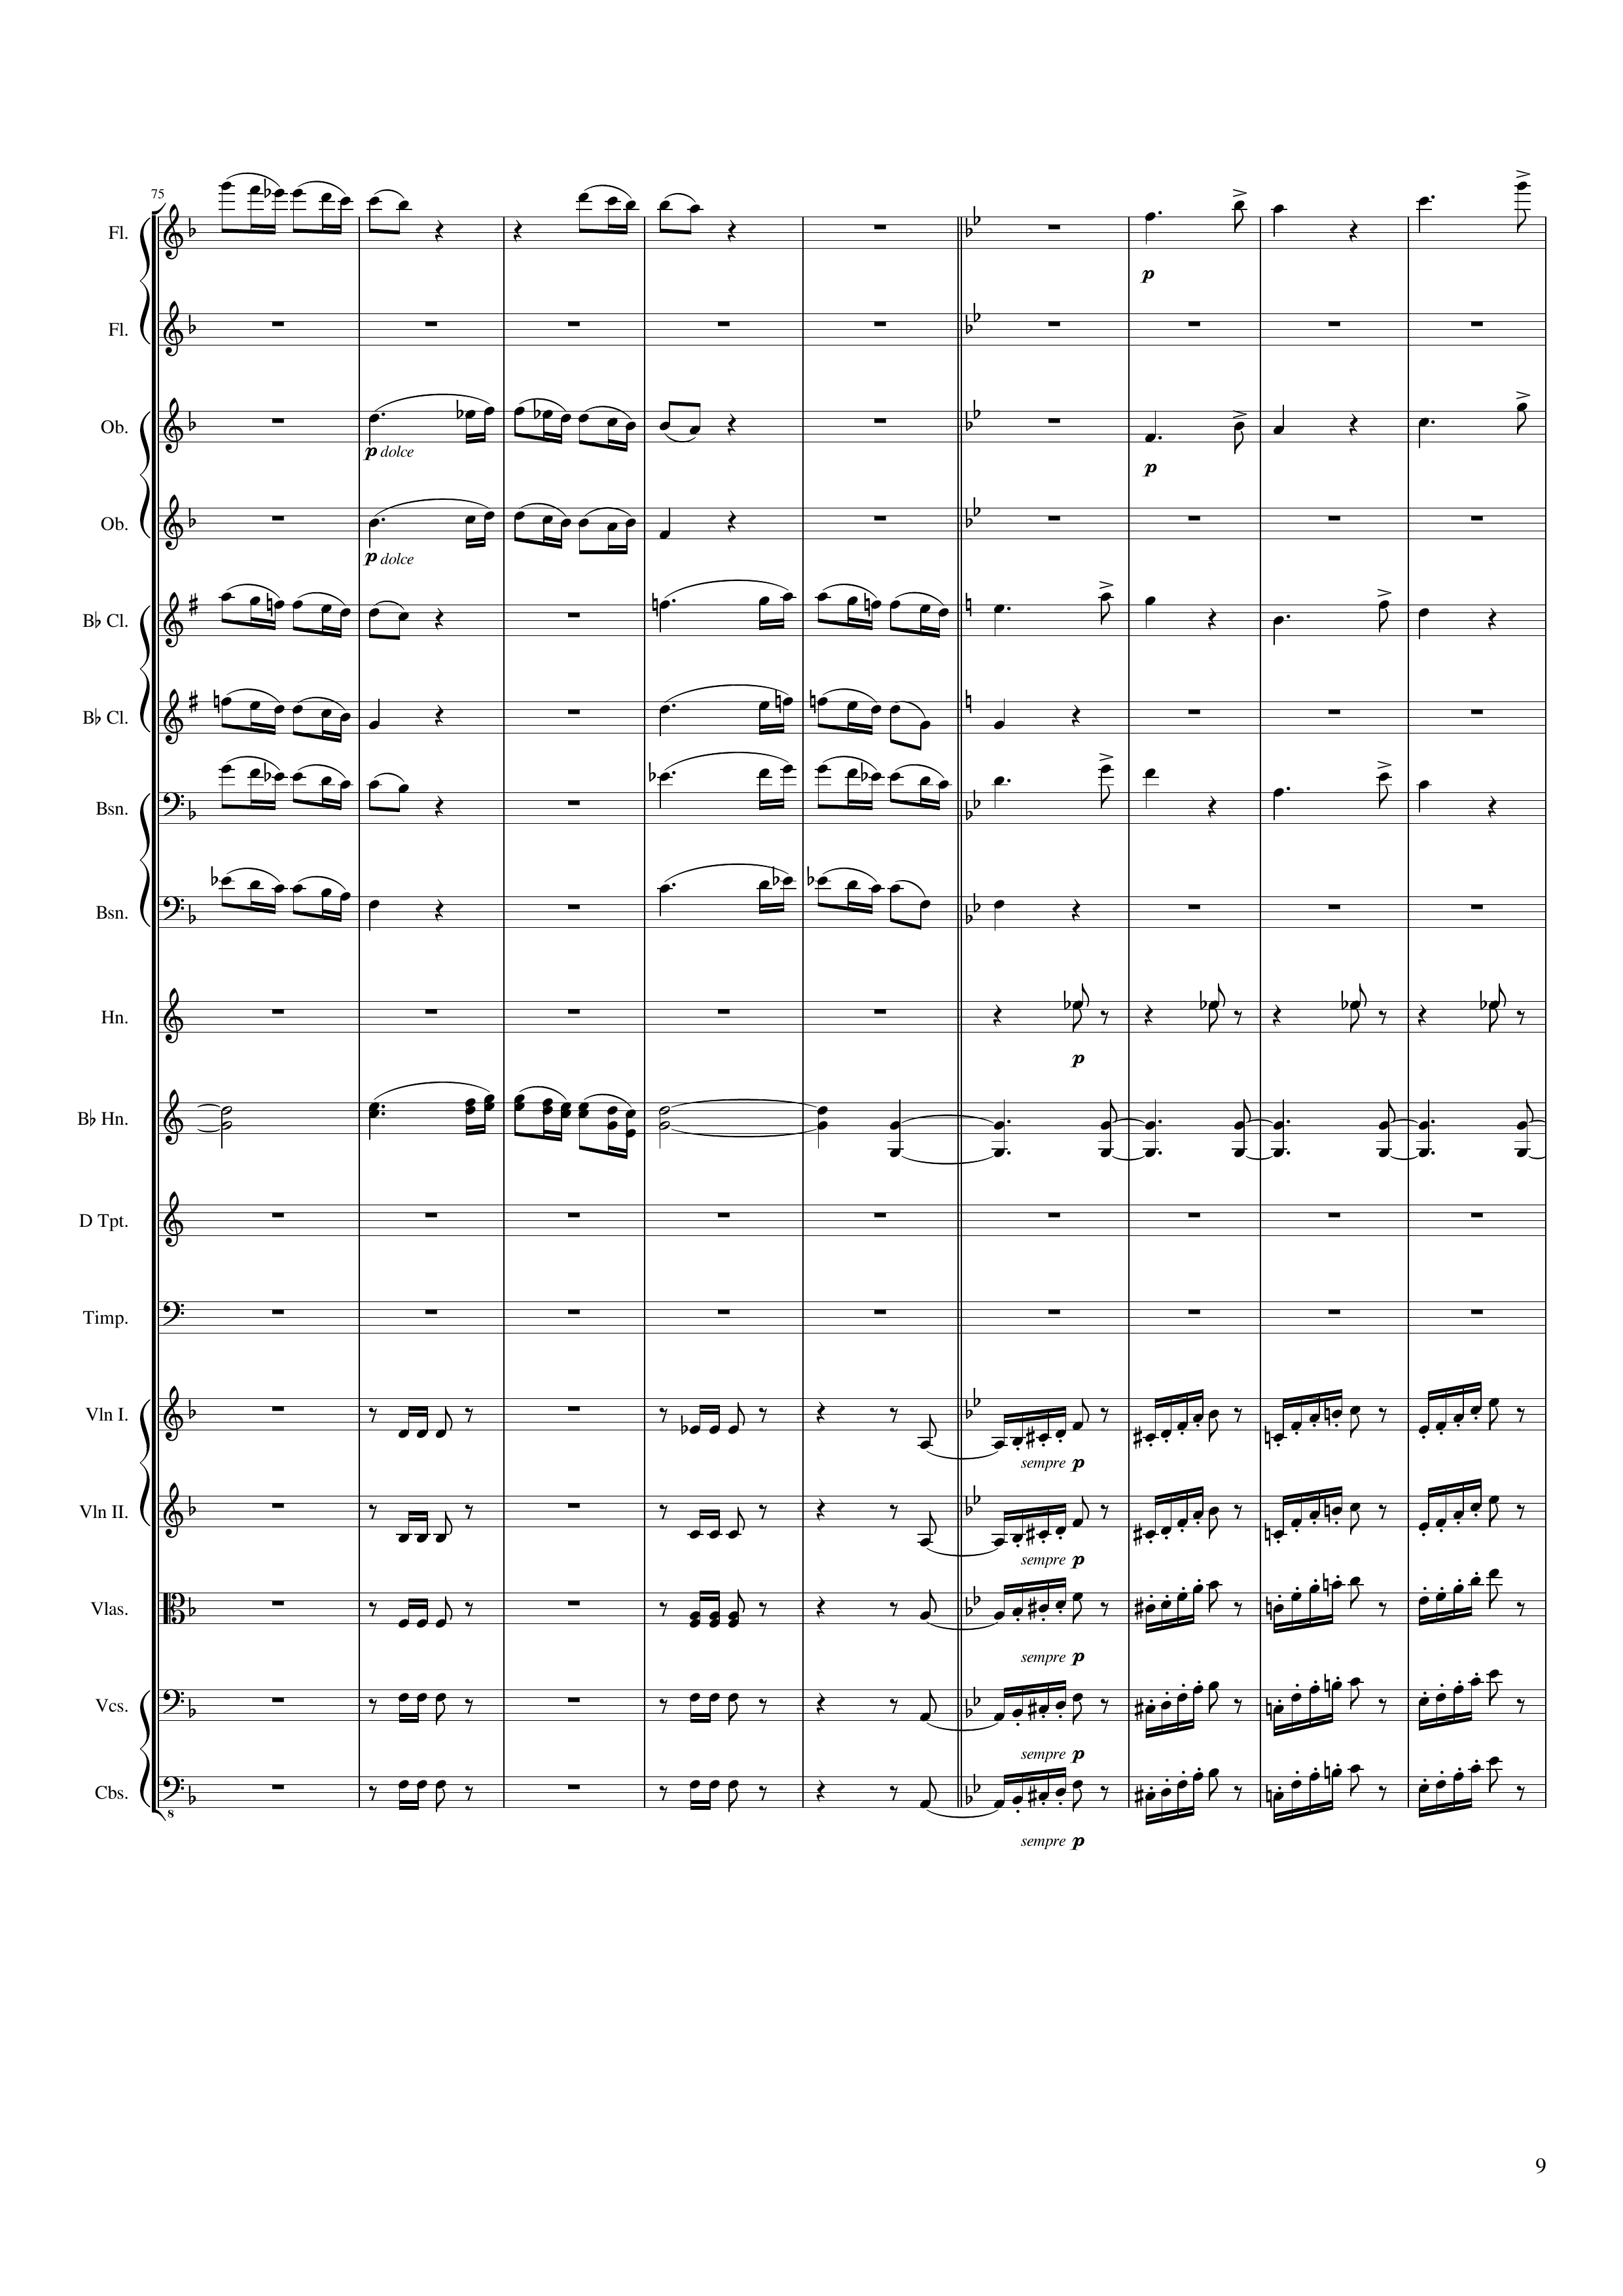 75
Fl.
p
Fl.
Ob.
p dolce
p
Ob.
p dolce
B♭ Cl.
B♭ Cl.
Bsn.
Bsn.
Hn.
p
B♭ Hn.
D Tpt.
Timp.
Vln I.
sempre p
Vln II.
sempre p
Vlas.
sempre p
Vcs.
sempre p
Cbs.
8
sempre p
9